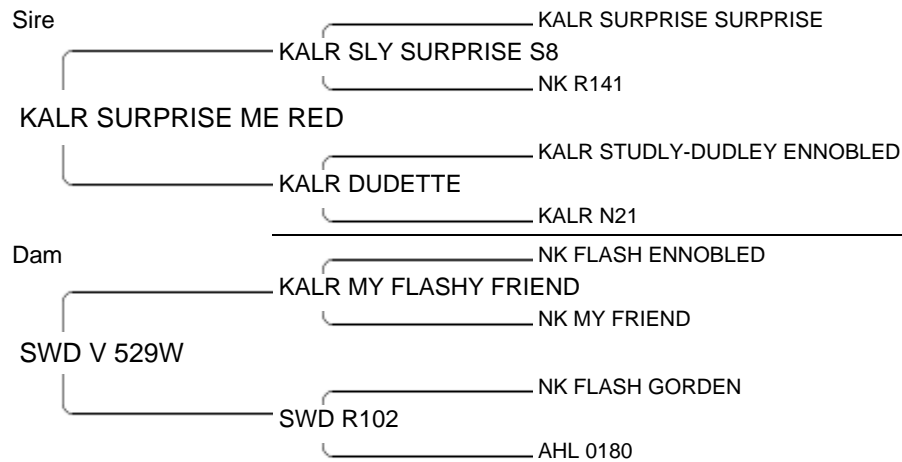 Sire
KALR SURPRISE SURPRISE
KALR SLY SURPRISE S8
NK R141
KALR SURPRISE ME RED
KALR STUDLY-DUDLEY ENNOBLED
KALR DUDETTE
KALR N21
Dam
NK FLASH ENNOBLED
KALR MY FLASHY FRIEND
NK MY FRIEND
SWD V 529W
NK FLASH GORDEN
SWD R102
AHL 0180